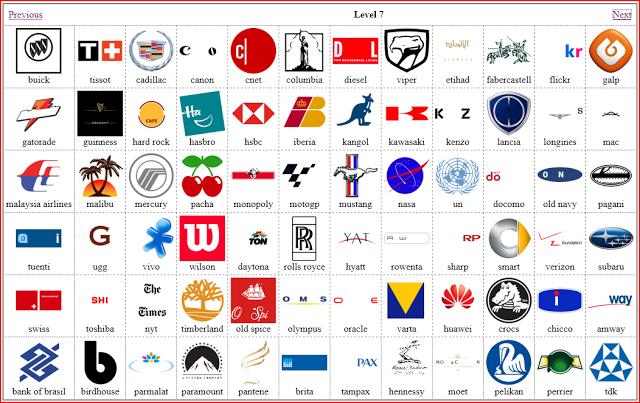 Previous Level 7 Next
T +
c o
c
D L
FOR SUCCESSFUL LIVING
kr
buick tissot cadillac canon cnet columbia diesel viper etihad fabercastell flickr galp
DRAUGHT
CAFE
Ha
K Z
S
gatorade guinness hard rock hasbro hsbc iberia kangol kawasaki kenzo lancia longines mac
do
O N
malaysia airlines malibu mercury pacha monopoly motogp mustang nasa un docomo old navy pagani
a i
G
W
TON
RR
YAT
RP
foundation
tuenti ugg vivo wilson daytona rolls royce hyatt rowenta sharp smart verizon subaru
SHI
The Times
O Spi
O M S
o e
i
way
swiss toshiba nyt timberland old spice olympus oracle varta huawei crocs chicco amway
b
PAX
bank of brasil birdhouse parmalat paramount pantene brita tampax hennessy moet pelikan perrier tdk